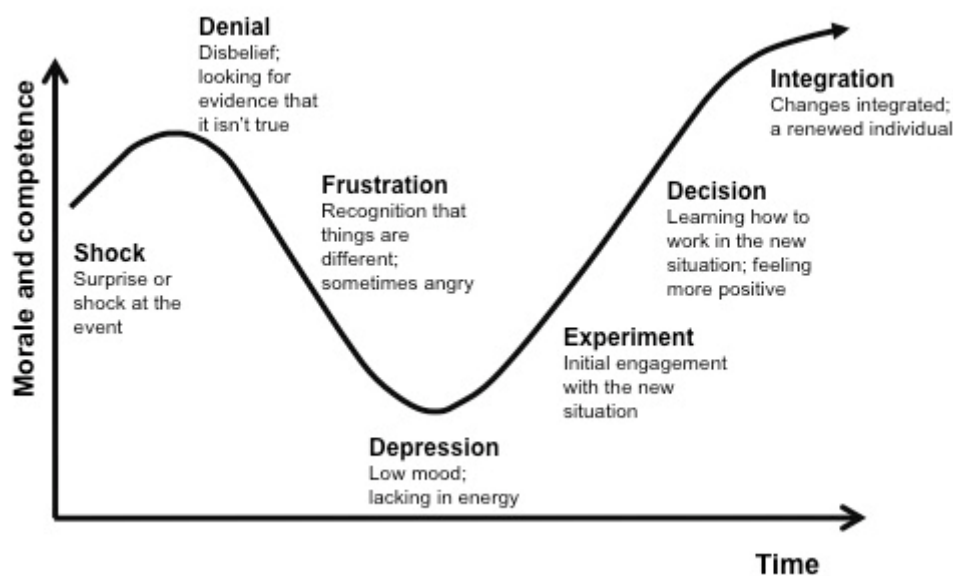 Denial
Disbelief;
looking for
evidence that
it isn't true
Integration
Changes integrated;
a renewed individual
Frustration
Recognition that
things are
different;
sometimes angry
Decision
Learning how to
work in the new
situation; feeling
more positive
Shock
Surprise or
shock at the
event
Experiment
Initial engagement
with the new
situation
Depression
Low mood;
lacking in energy
Morale and competence
Time